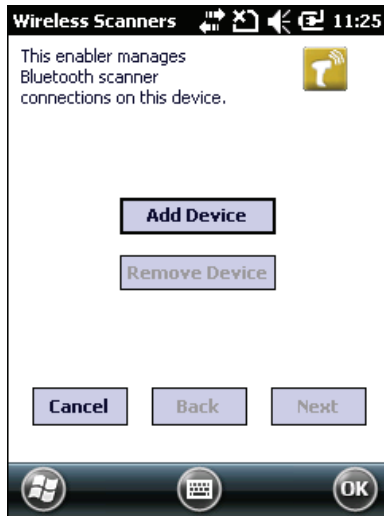 Wireless Scanners 11:25
This enabler manages
Bluetooth scanner
connections on this device.
Add Device
Remove Device
Cancel Back Next
OK